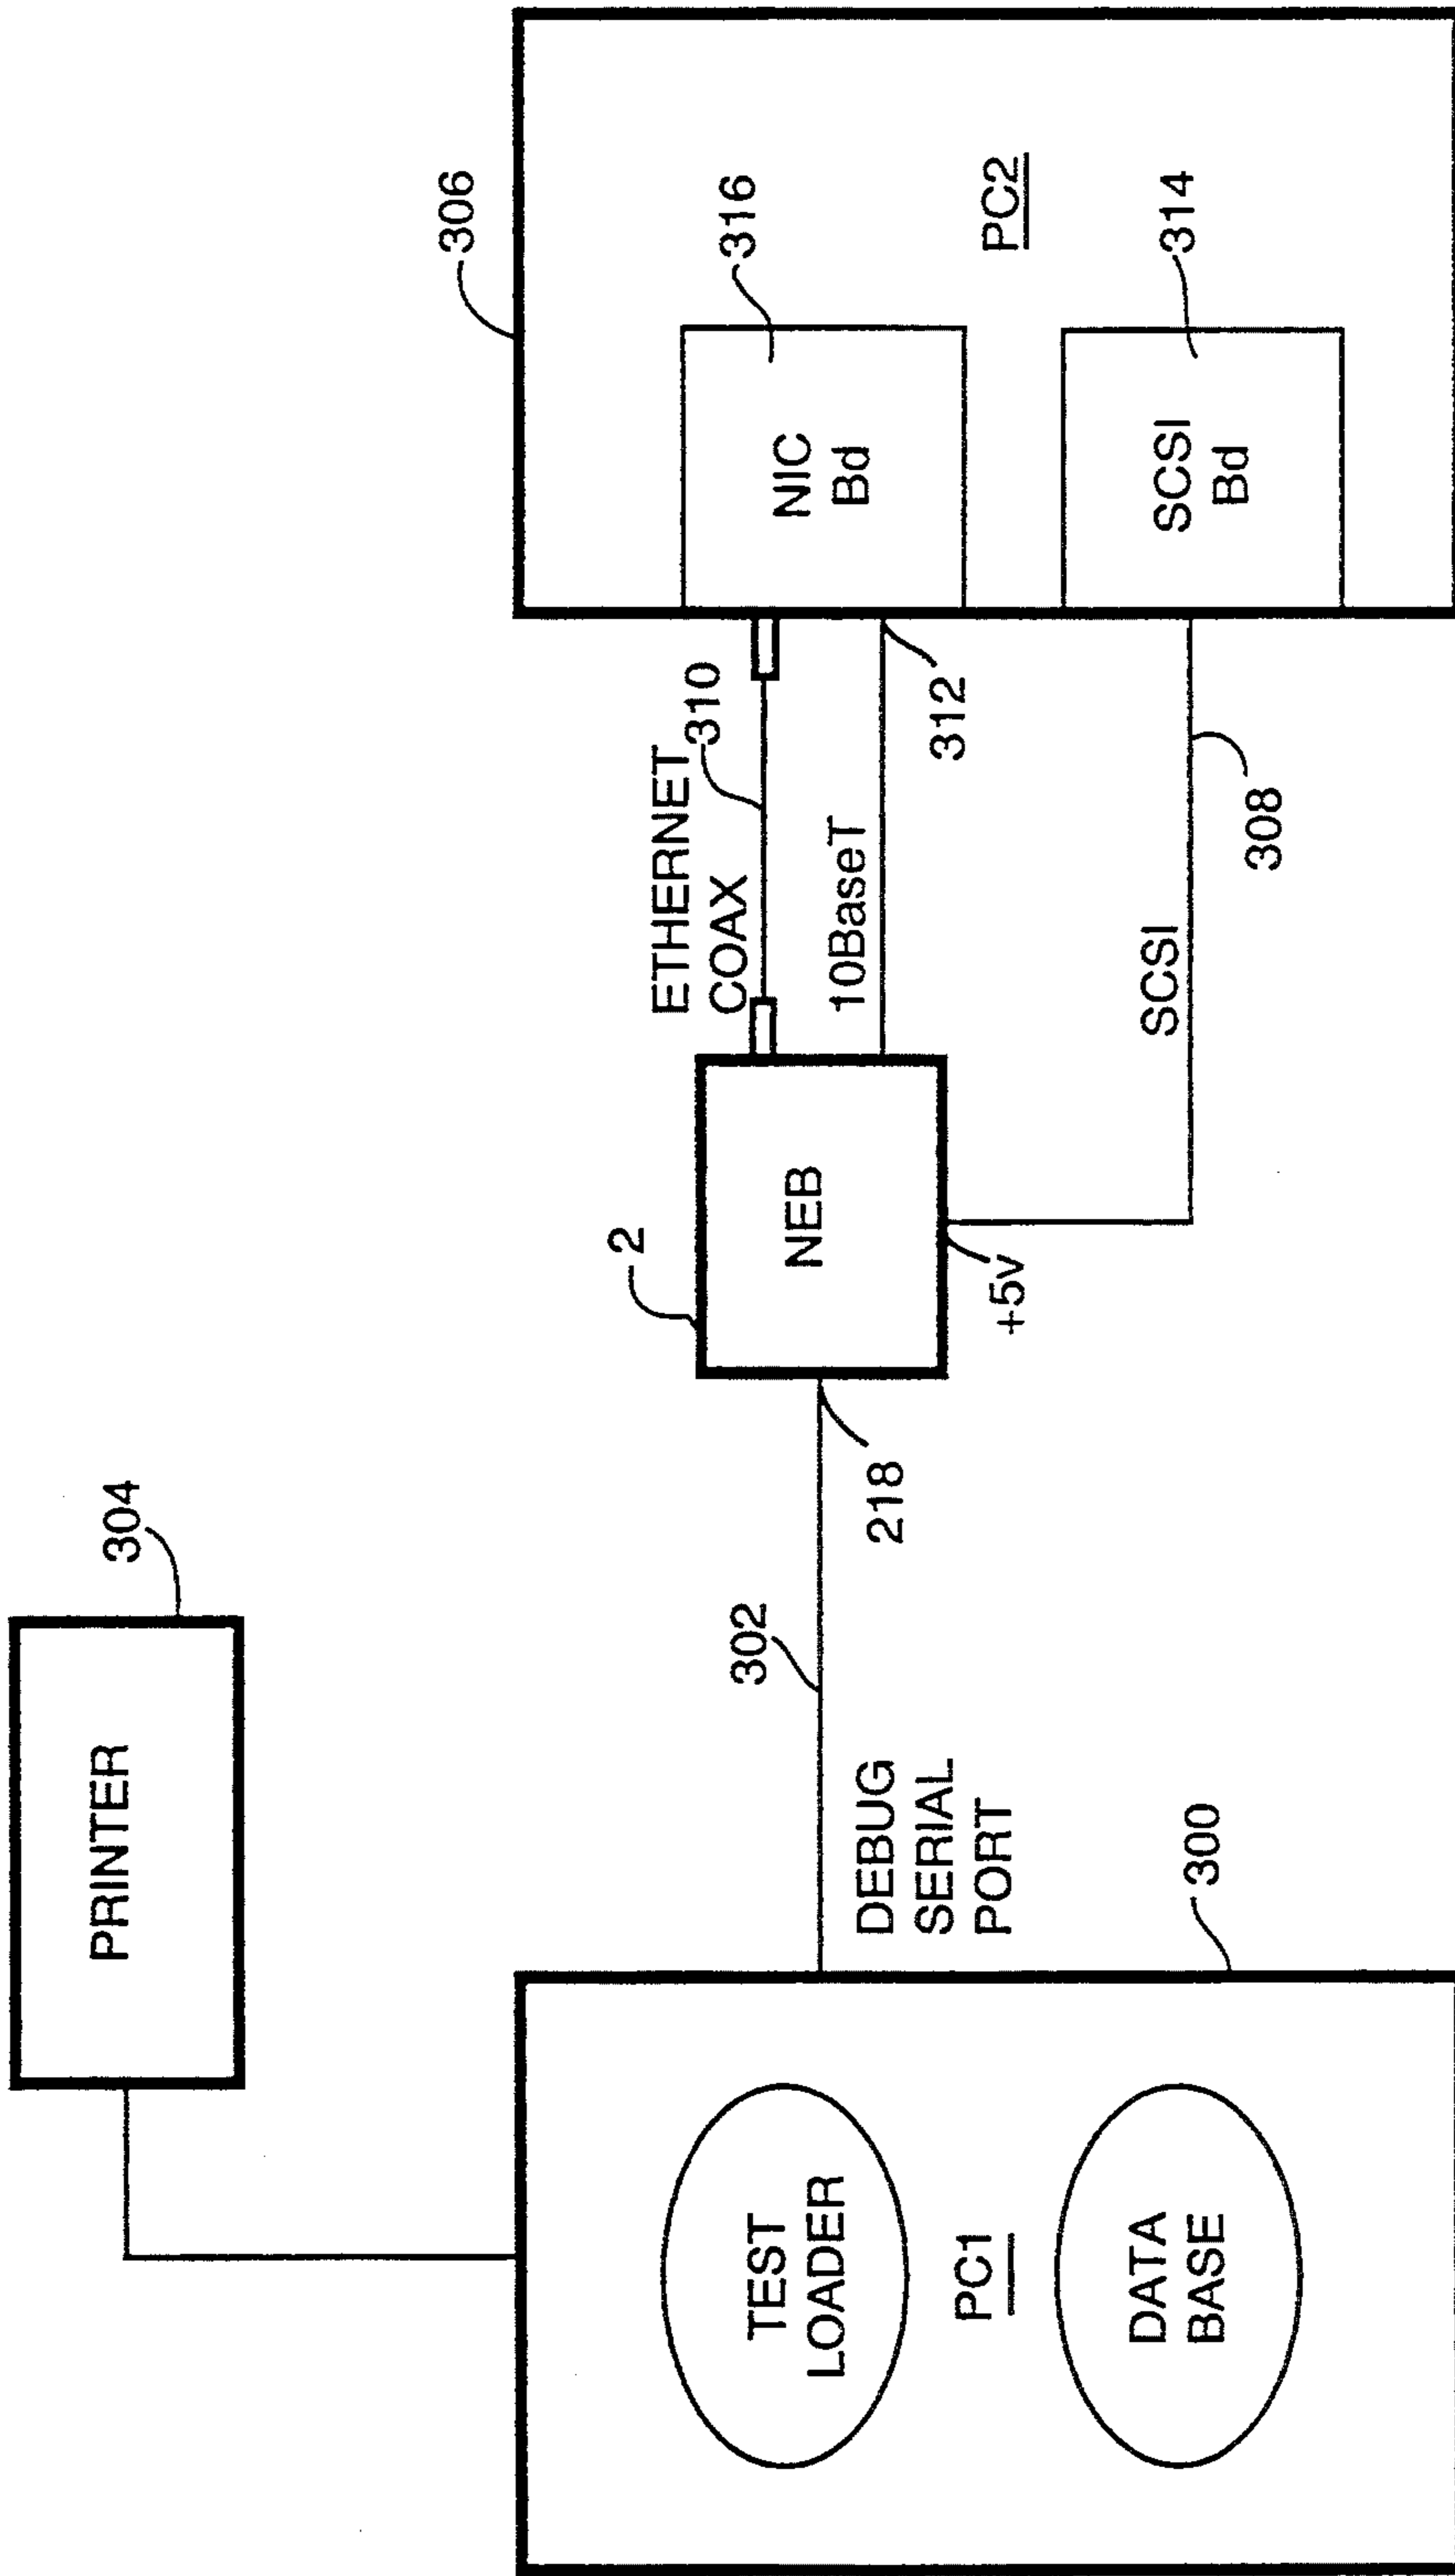 PRINTER
304
TEST
LOADER
PC1
DATA
BASE
300
DEBUG
SERIAL
PORT
302
218
NEB
2
+5v
ETHERNET
COAX
310
10BaseT
312
SCSI
308
306
NIC
Bd
316
PC2
SCSI
Bd
314